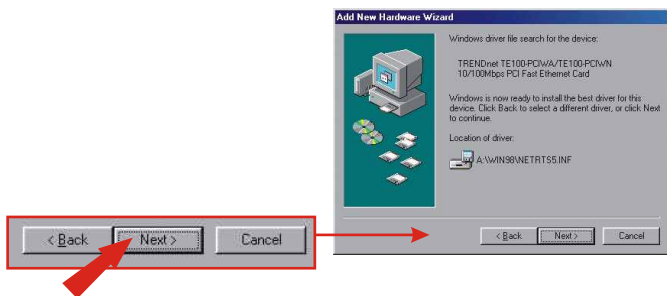 Add New Hardware Wizard
Windows driver file search for the device:
TRENDnet TE100-PCIWA/TE100-PCIWN
10/100Mbps PCI Fast Ethernet Card
Windows is now ready to install the best driver for this
device. Click Back to select a different driver, or click Next
to continue.
Location of driver:
A:\WIN98\NETRTS5.INF
< Back Next > Cancel
< Back Next > Cancel